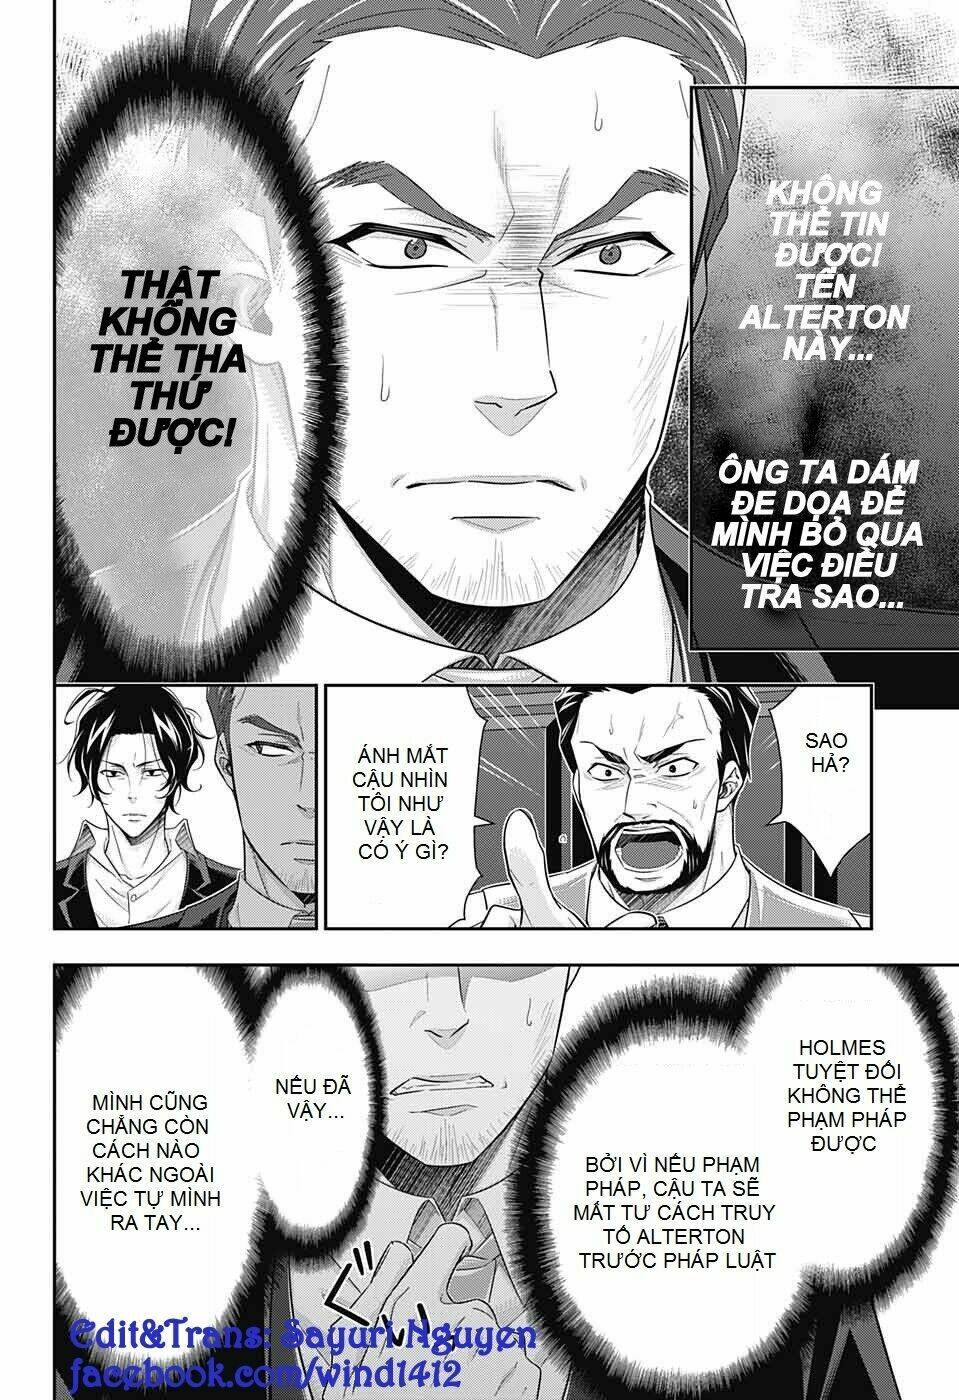 KHÔNG
THỂ TIN
ĐƯỢC!
TÊN
ALTERTON
NÀY...
ÔNG TA DÁM
ĐE DỌA ĐỂ
MÌNH BỎ QUA
VIỆC ĐIỀU
TRA SAO...
THẬT
KHÔNG
THỂ THA
THỨ
ĐƯỢC!
SAO
HẢ?
ÁNH MẮT
CẬU NHÌN
TÔI NHƯ
VẬY LÀ
CÓ Ý GÌ?
HOLMES
TUYỆT ĐỐI
KHÔNG THỂ
PHẠM PHÁP
ĐƯỢC
BỞI VÌ NẾU PHẠM
PHÁP, CẬU TA SẼ
MẤT TƯ CÁCH TRUY
TỐ ALTERTON
TRƯỚC PHÁP LUẬT
NẾU ĐÃ
VẬY...
MÌNH CŨNG
CHẲNG CÒN
CÁCH NÀO
KHÁC NGOÀI
VIỆC TỰ MÌNH
RA TAY...
ぐっ
Edit&Trans: Sayuri Nguyen
facebook.com/wind1412